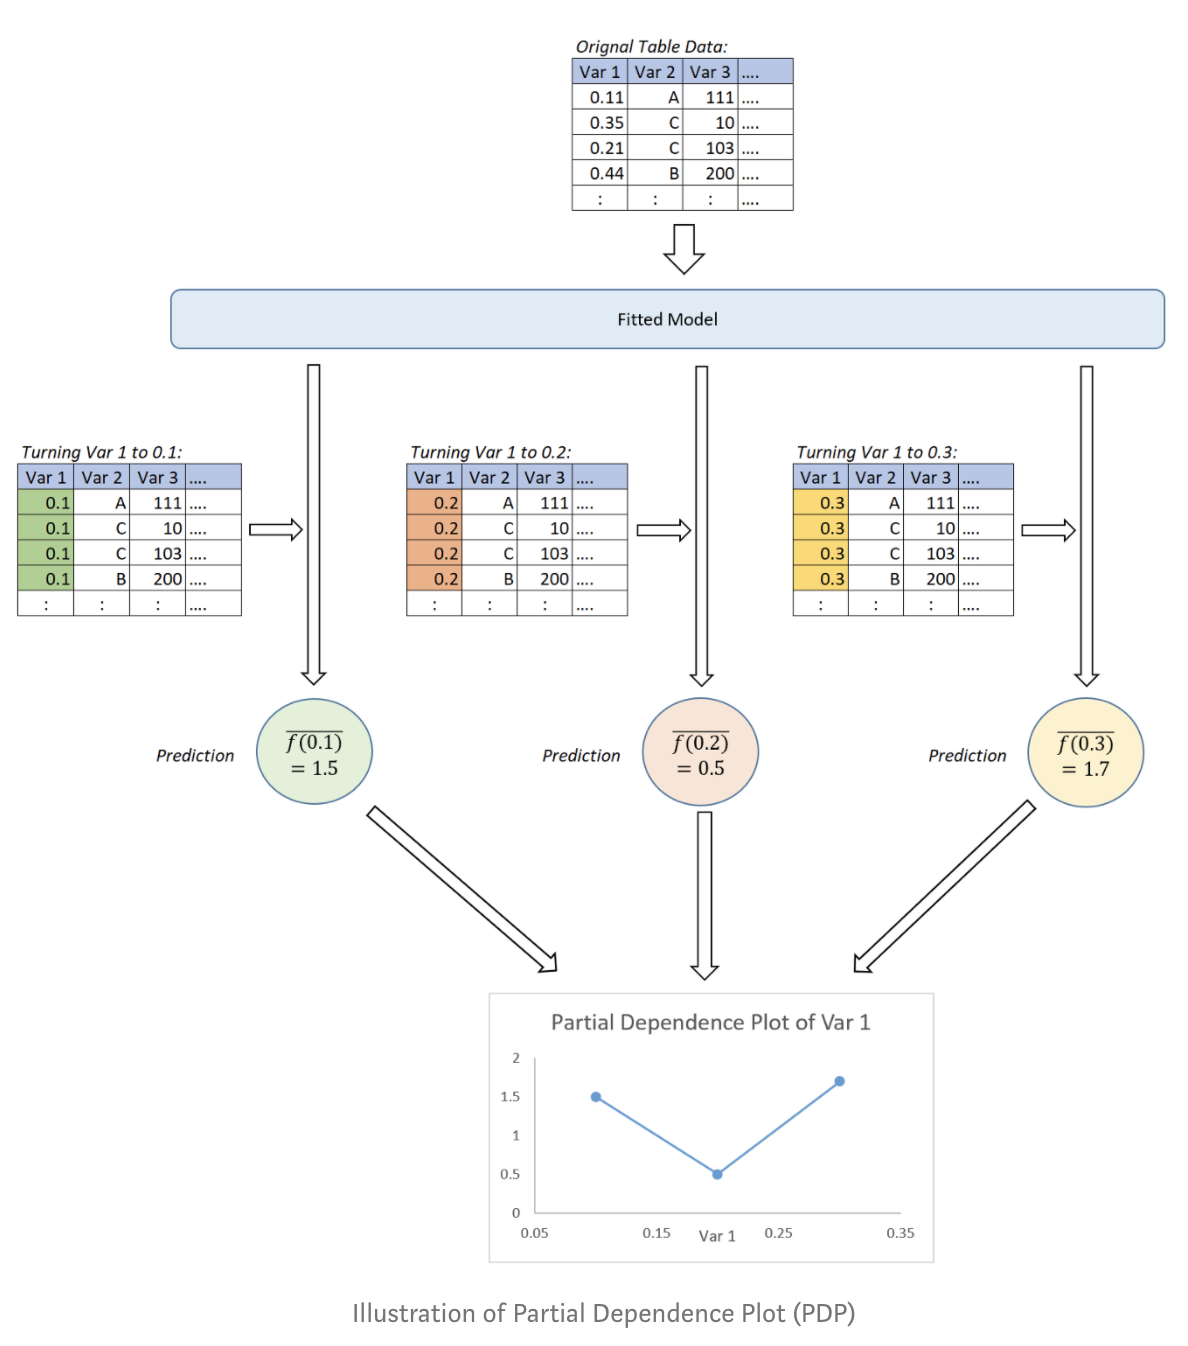 Orignal Table Data:
Var 1 Var 2 Var 3 ....
0.11 A 111 ....
0.35 C 10 ....
0.21 C 103 ....
0.44 B 200 ....
: : : ....
Fitted Model
Turning Var 1 to 0.1:
Var 1 Var 2 Var 3 ....
0.1 A 111 ....
0.1 C 10 ....
0.1 C 103 ....
0.1 B 200 ....
: : : ....
Turning Var 1 to 0.2:
Var 1 Var 2 Var 3 ....
0.2 A 111 ....
0.2 C 10 ....
0.2 C 103 ....
0.2 B 200 ....
: : : ....
Turning Var 1 to 0.3:
Var 1 Var 2 Var 3 ....
0.3 A 111 ....
0.3 C 10 ....
0.3 C 103 ....
0.3 B 200 ....
: : : ....
Prediction
f(0.1)
= 1.5
Prediction
f(0.2)
= 0.5
Prediction
f(0.3)
= 1.7
Partial Dependence Plot of Var 1
2
1.5
1
0.5
0
0.05 0.15 0.25 0.35
Var 1
Illustration of Partial Dependence Plot (PDP)